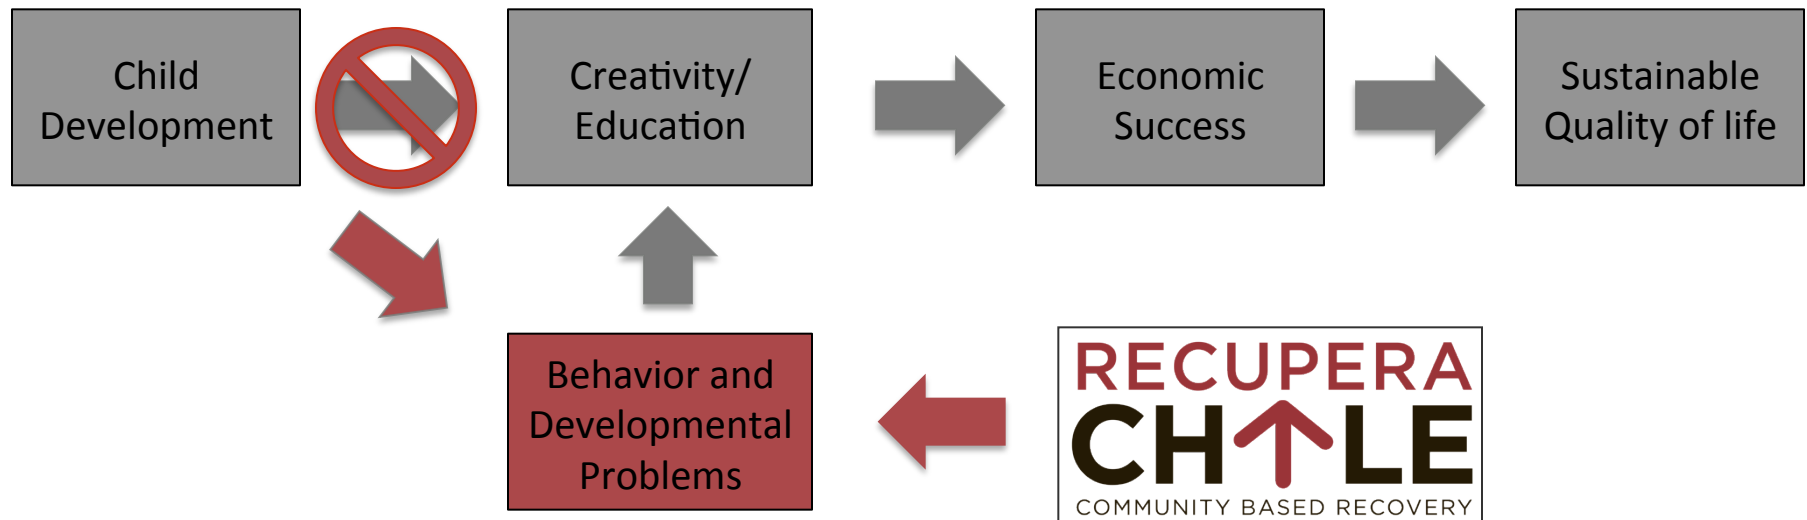 Child
Development
Creativity/
Education
Economic
Success
Sustainable
Quality of life
Behavior and
Developmental
Problems
RECUPERA
CHILE
COMMUNITY BASED RECOVERY